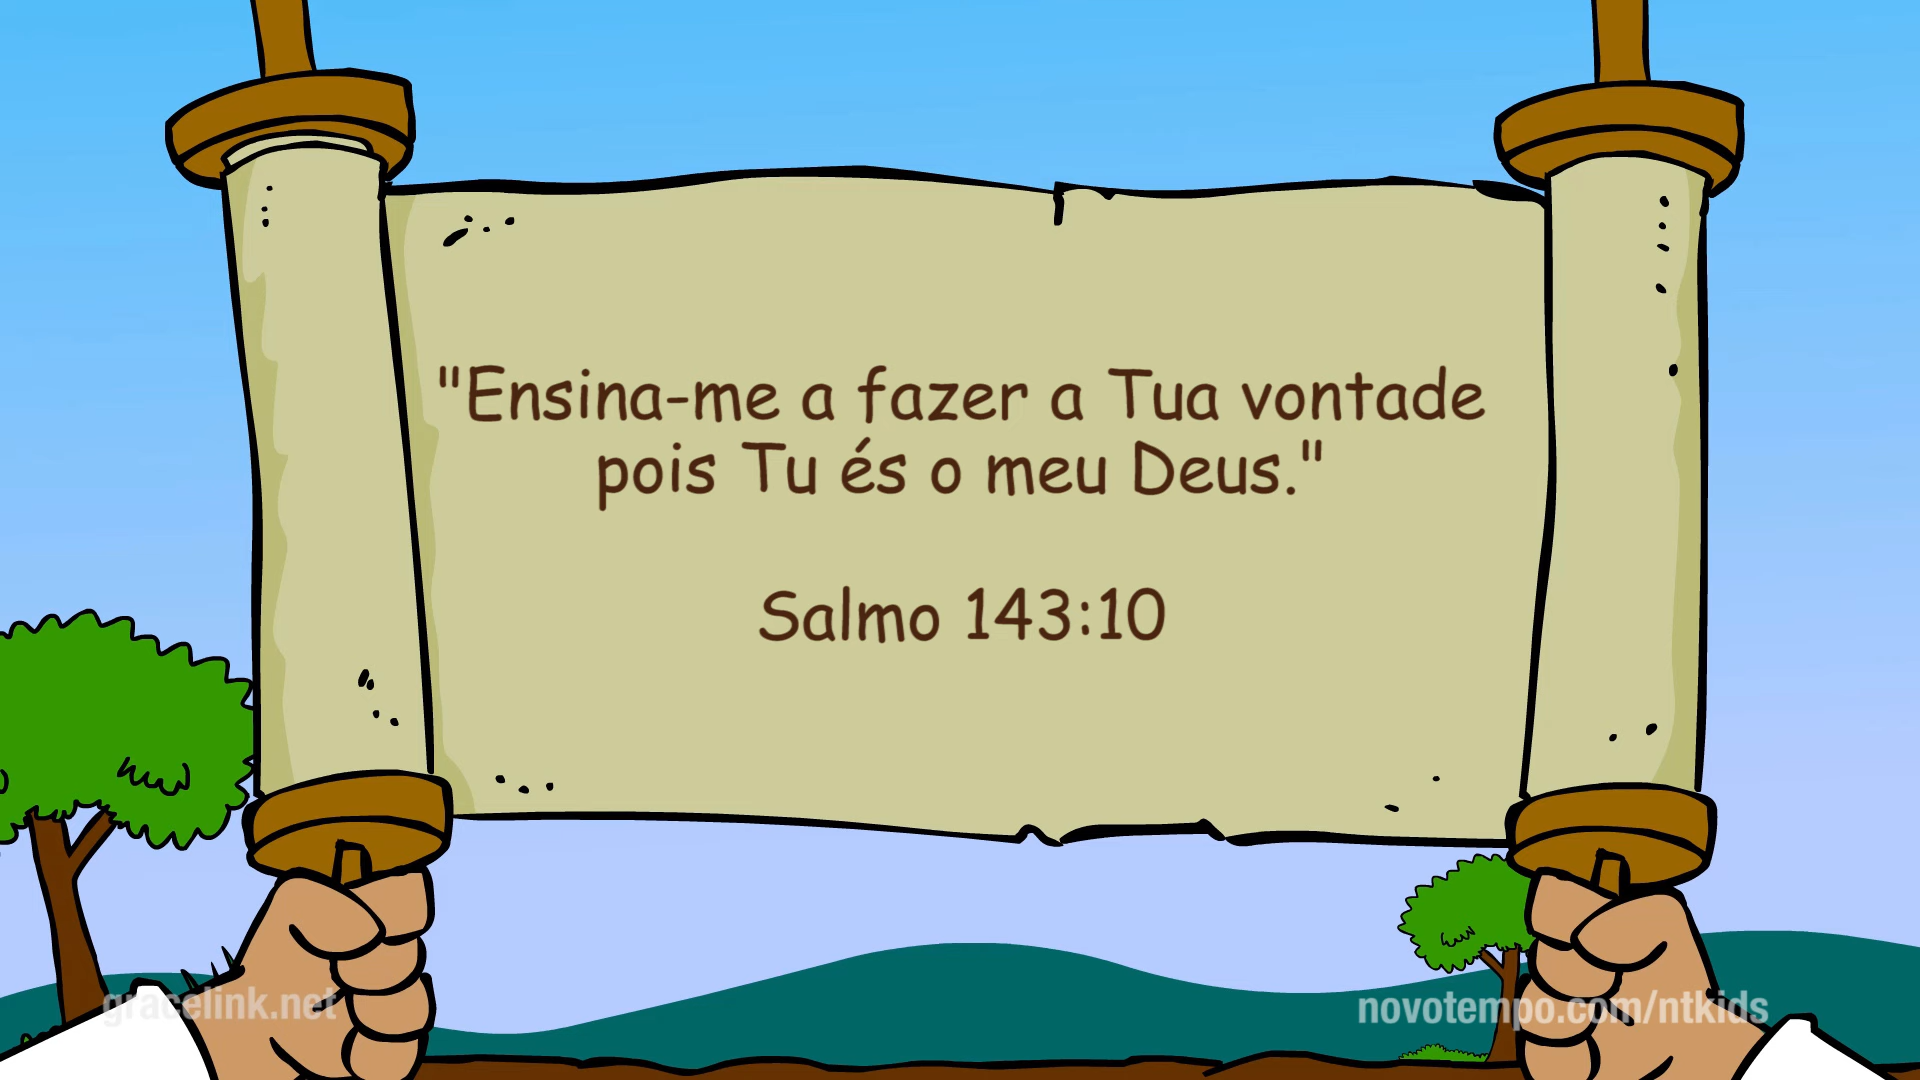 "Ensina-me a fazer a Tua vontade
pois Tu és o meu Deus."
Salmo 143:10
gracelink.net
novotempo.com/ntkids